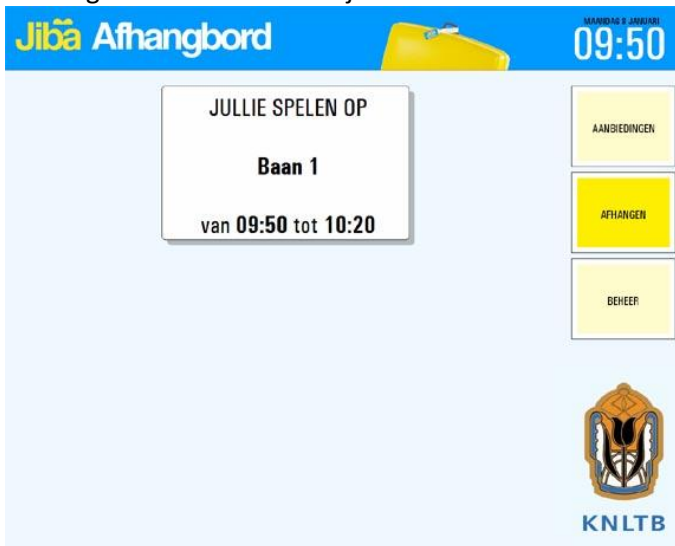 Jiba Afhangbord
MAANDAG 8 JANUARI
09:50
JULLIE SPELEN OP
Baan 1
van 09:50 tot 10:20
AANBIEDINGEN
AFHANGEN
BEHEER
KNLTB